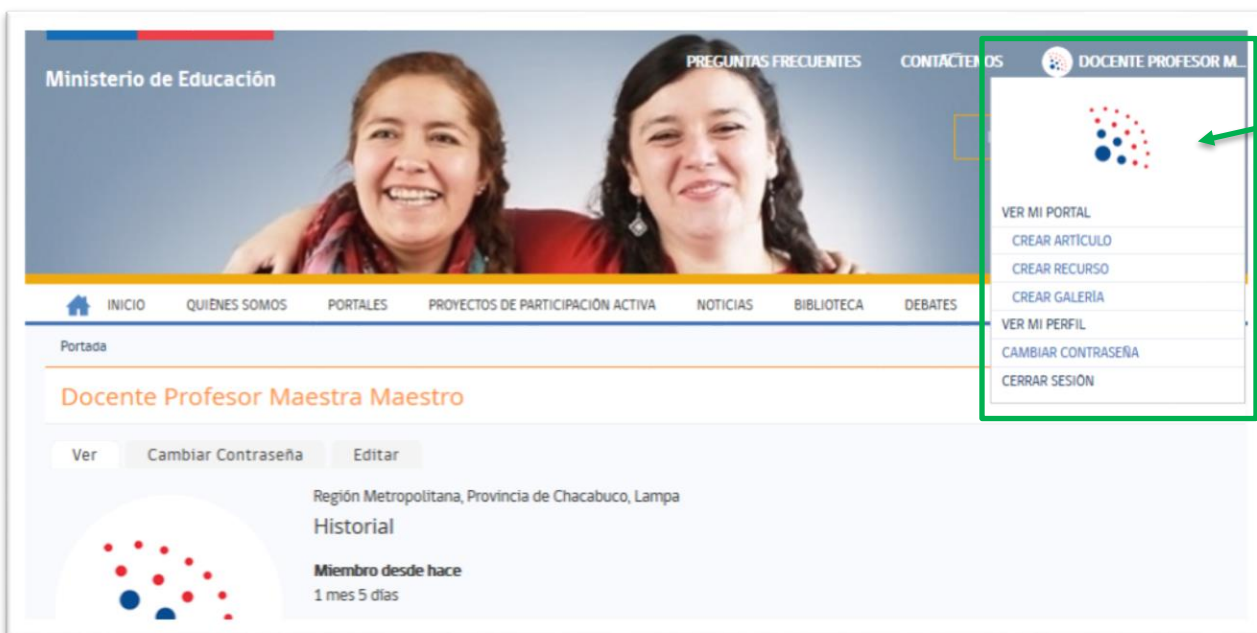 Ministerio de Educación
PREGUNTAS FRECUENTES
CONTÁCTENOS
DOCENTE PROFESOR M...
VER MI PORTAL
CREAR ARTÍCULO
CREAR RECURSO
CREAR GALERÍA
VER MI PERFIL
CAMBIAR CONTRASEÑA
CERRAR SESIÓN
INICIO
QUIÉNES SOMOS
PORTALES
PROYECTOS DE PARTICIPACIÓN ACTIVA
NOTICIAS
BIBLIOTECA
DEBATES
Portada
Docente Profesor Maestra Maestro
Ver
Cambiar Contraseña
Editar
Región Metropolitana, Provincia de Chacabuco, Lampa
Historial
Miembro desde hace
1 mes 5 días